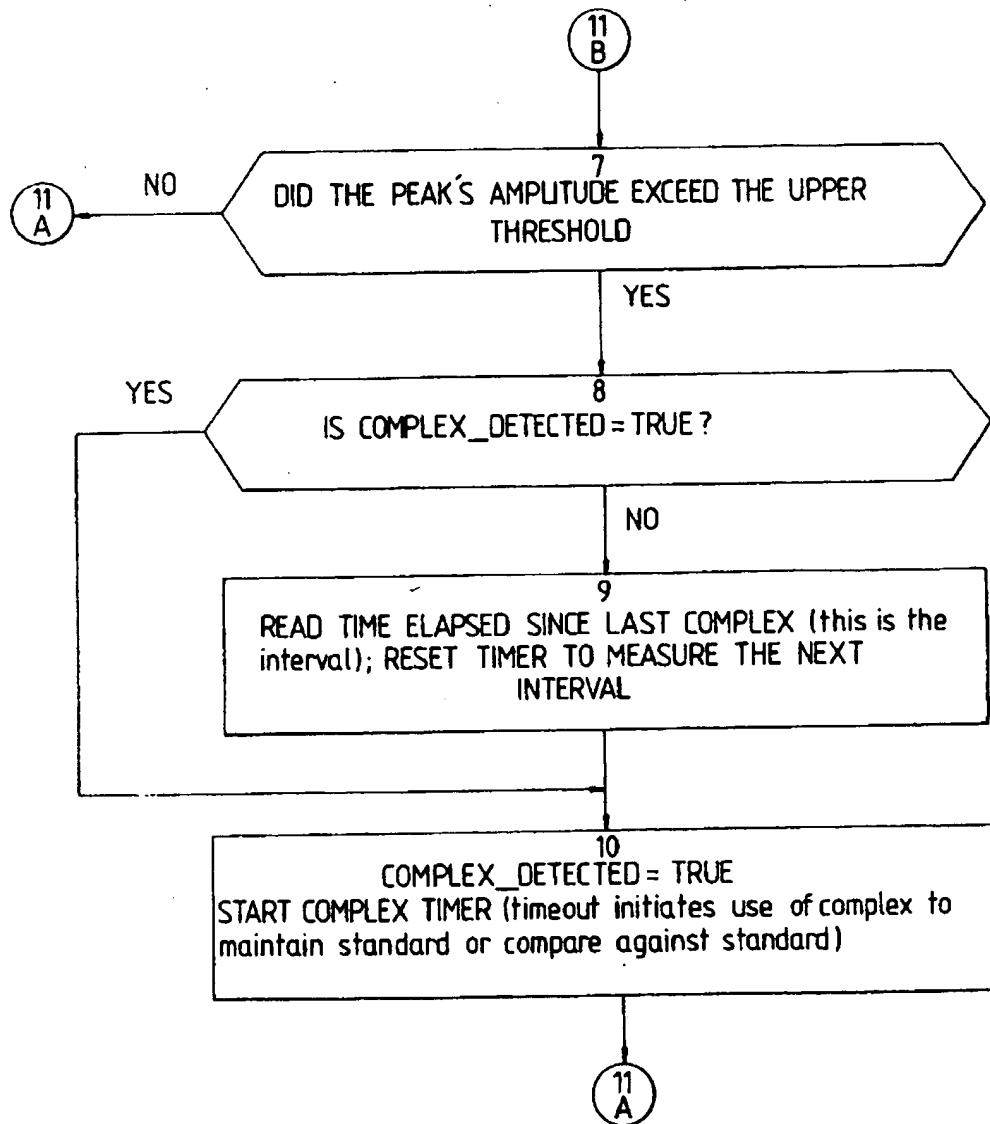 11
B
7
DID THE PEAK'S AMPLITUDE EXCEED THE UPPER
THRESHOLD
NO
11
A
YES
8
IS COMPLEX_DETECTED = TRUE?
YES
NO
9
READ TIME ELAPSED SINCE LAST COMPLEX (this is the
interval); RESET TIMER TO MEASURE THE NEXT
INTERVAL
10
COMPLEX_DETECTED = TRUE
START COMPLEX TIMER (timeout initiates use of complex to
maintain standard or compare against standard)
11
A